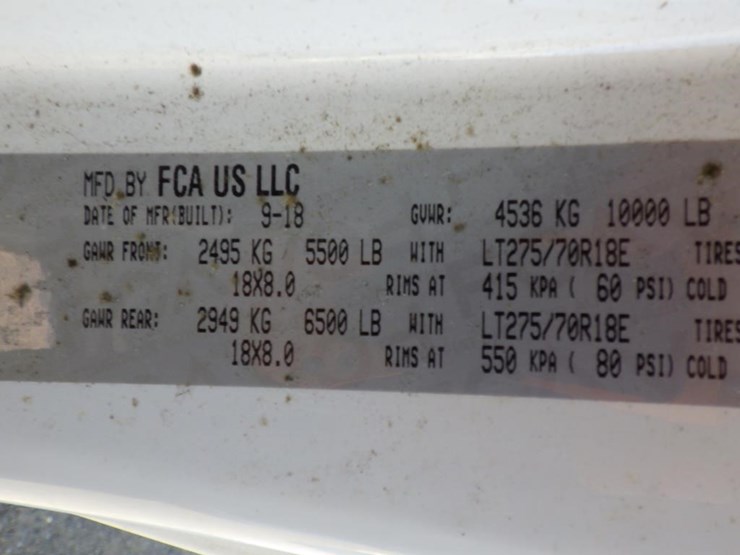 MFD BY FCA US LLC
DATE OF MFR(BUILT): 9-18 GVWR: 4536 KG 10000 LB
GAWR FRONT: 2495 KG 5500 LB WITH LT275/70R18E TIRES
18X8.0 RIMS AT 415 KPA ( 60 PSI) COLD
GAWR REAR: 2949 KG 6500 LB WITH LT275/70R18E TIRES
18X8.0 RIMS AT 550 KPA ( 80 PSI) COLD